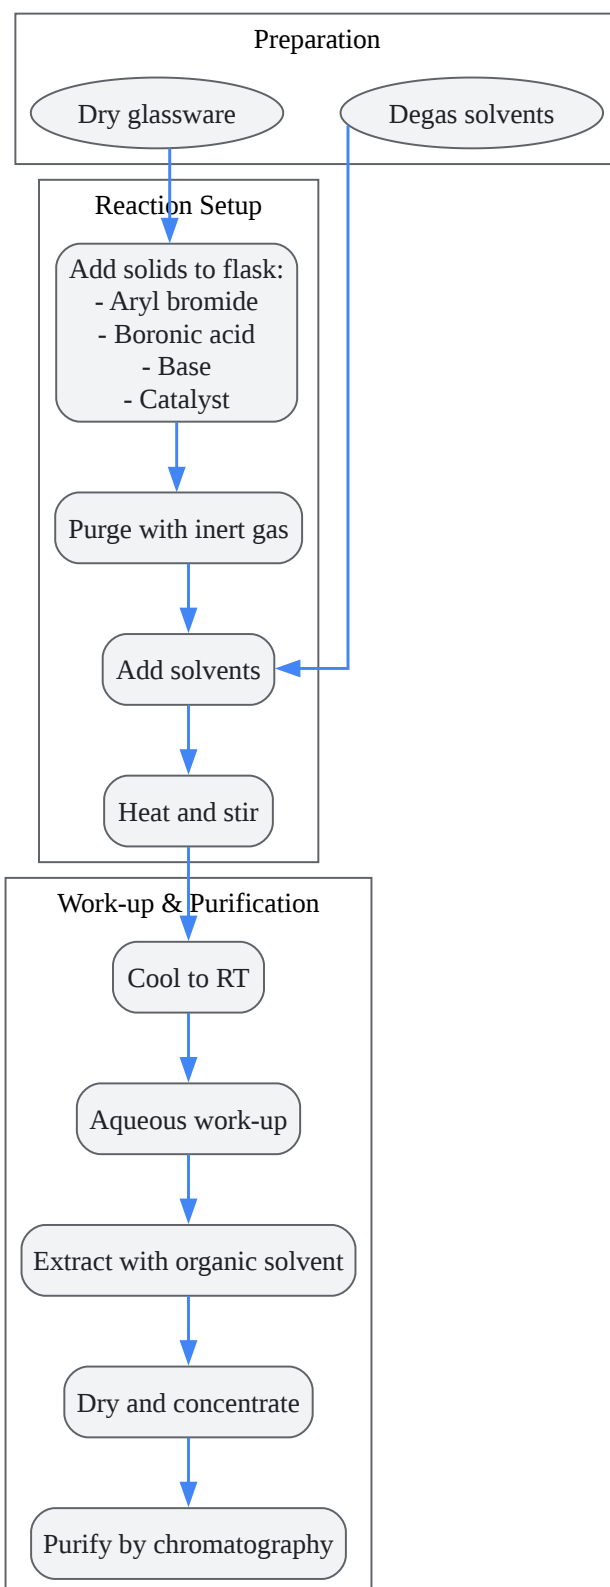 Preparation
Dry glassware
Degas solvents
Reaction Setup
Add solids to flask:
- Aryl bromide
- Boronic acid
- Base
- Catalyst
Purge with inert gas
Add solvents
Heat and stir
Work-up & Purification
Cool to RT
Aqueous work-up
Extract with organic solvent
Dry and concentrate
Purify by chromatography